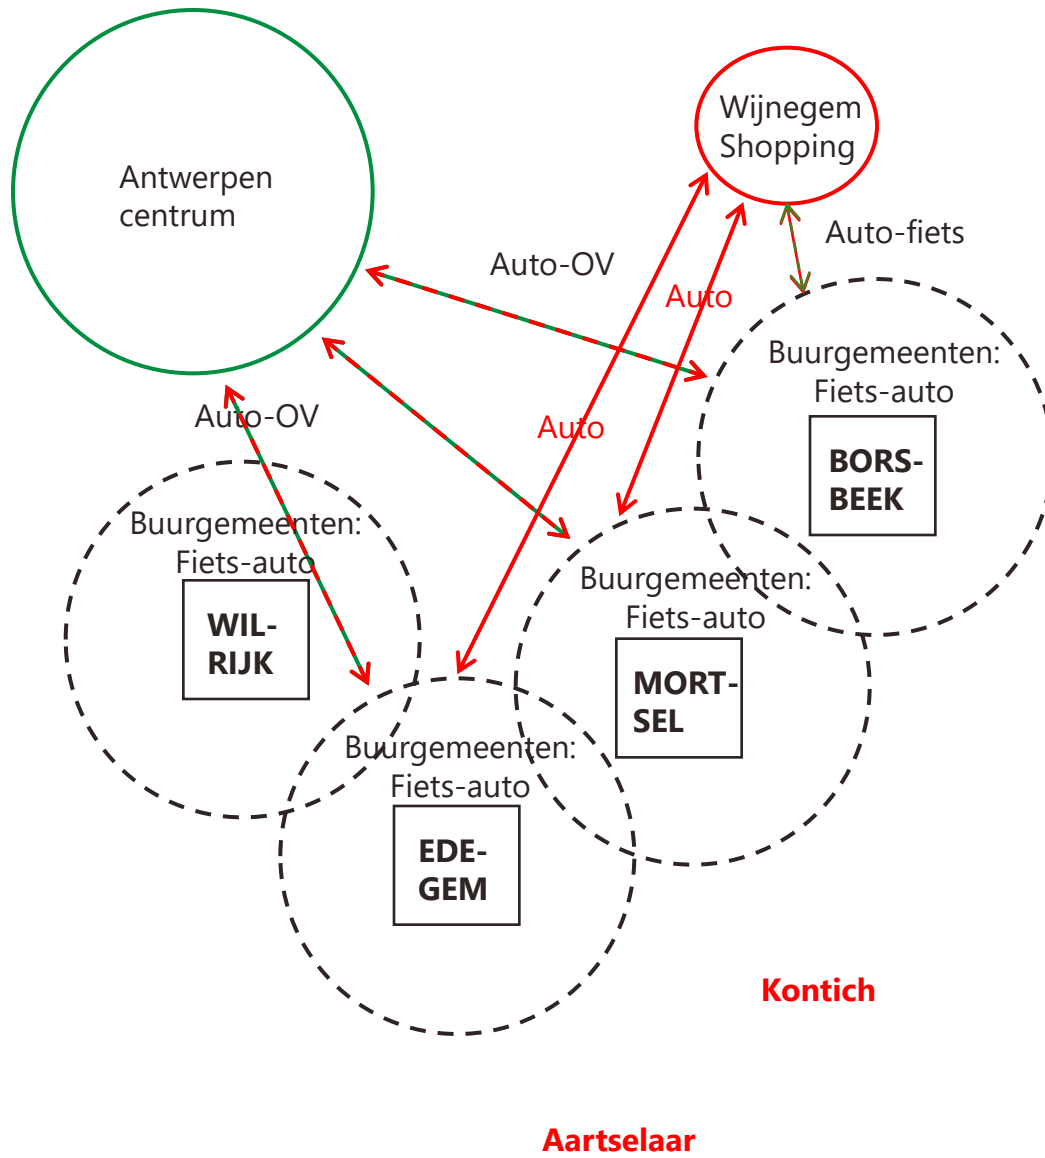 Wijnegem
Shopping
Antwerpen
centrum
Auto-fiets
Auto-OV
Auto
Buurgemeenten:
Fiets-auto
BORS-
BEEK
Auto-OV
Auto
Buurgemeenten:
Fiets-auto
WIL-
RIJK
Buurgemeenten:
Fiets-auto
MORT-
SEL
Buurgemeenten:
Fiets-auto
EDE-
GEM
Kontich
Aartselaar